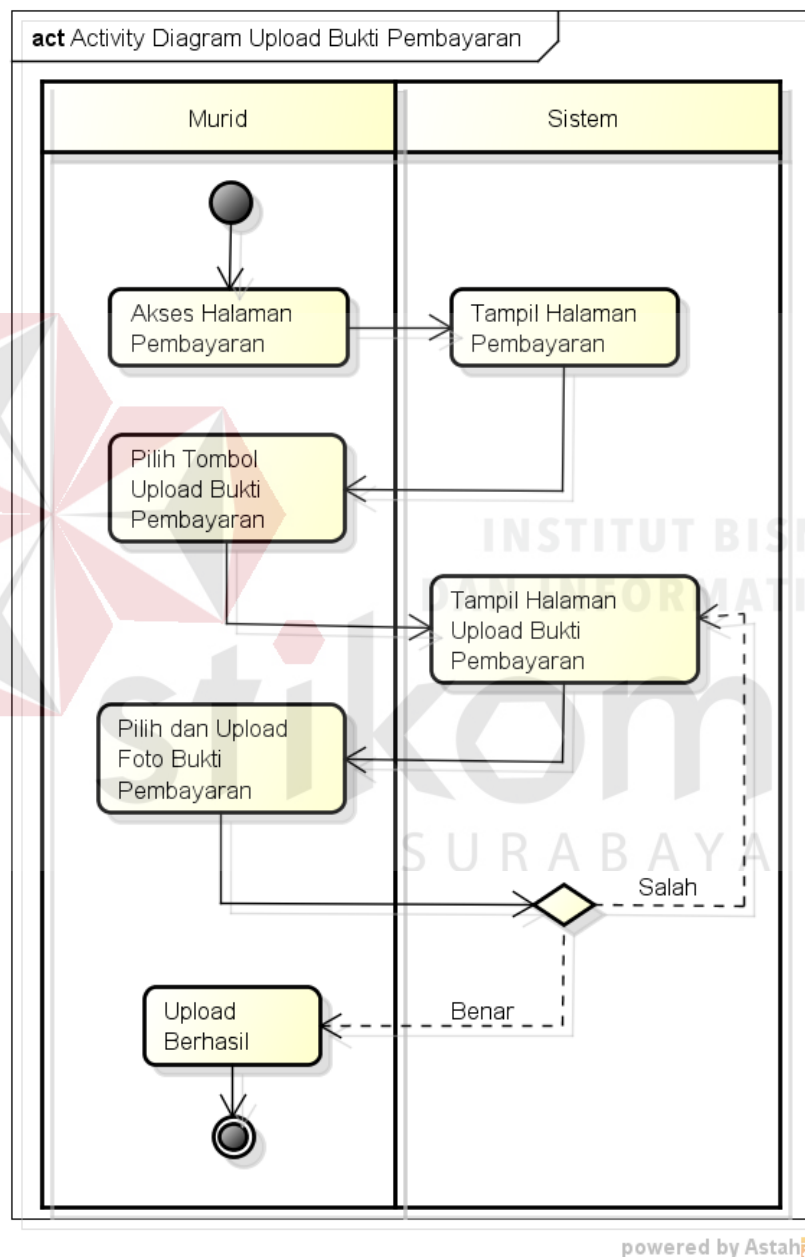 act Activity Diagram Upload Bukti Pembayaran
Murid
Sistem
Akses Halaman
Pembayaran
Tampil Halaman
Pembayaran
Pilih Tombol
Upload Bukti
Pembayaran
INSTITUT
DAN
Tampil Halaman
Upload Bukti
Pembayaran
stikom
Pilih dan Upload
Foto Bukti
Pembayaran
SURABAYA
Salah
Benar
Upload
Berhasil
powered by Astah